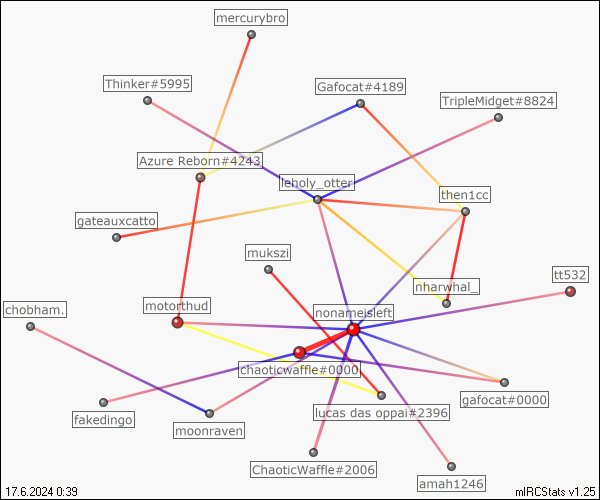 mercurybro
Thinker#5995
Gafocat#4189
TripleMidget#8824
Azure Reborn#4243
leholy_otter
then1cc
gateauxcatto
mukszi
tt532
nharwhal_
chobham.
motorthud
nonameisleft
chaoticwaffle#0000
gafocat#0000
lucas das oppai#2396
fakedingo
moonraven
ChaoticWaffle#2006
amah1246
17.6.2024 0:39
mIRCStats v1.25